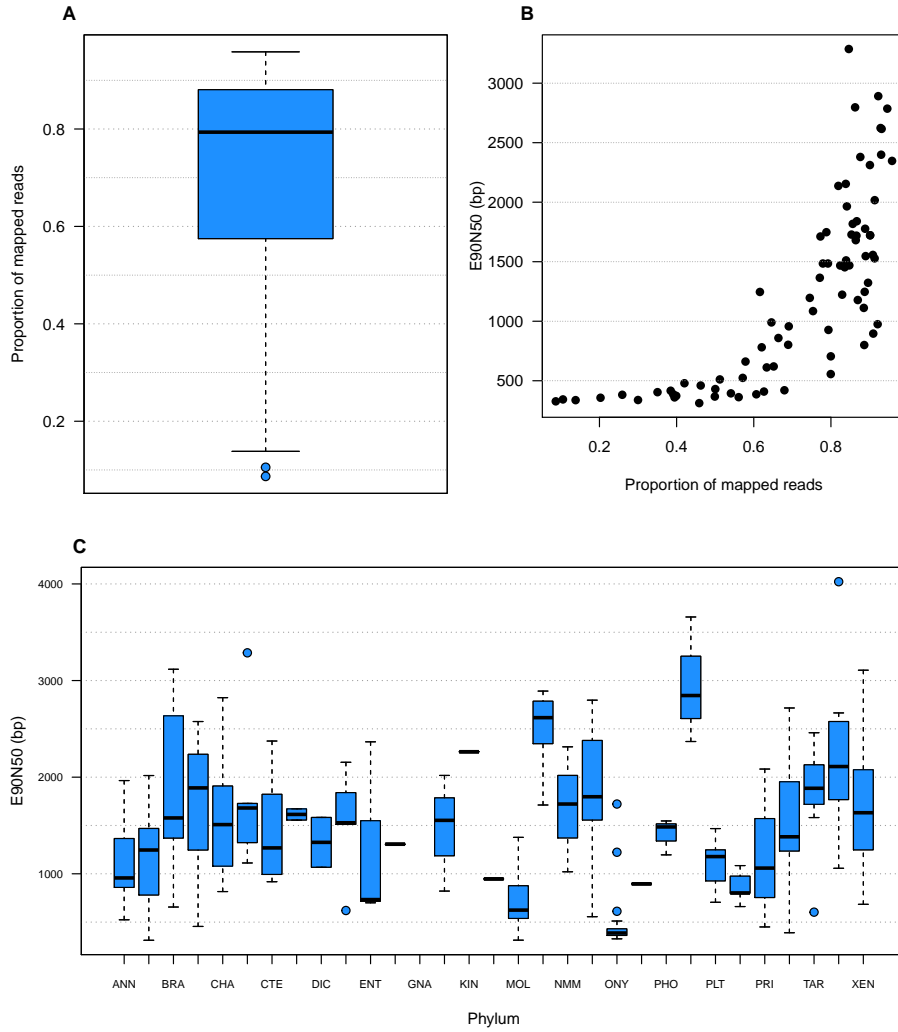 A
Proportion of mapped reads
0.8
0.6
0.4
0.2
B
E90N50 (bp)
3000
2500
2000
1500
1000
500
0.2 0.4 0.6 0.8
Proportion of mapped reads
C
E90N50 (bp)
4000
3000
2000
1000
ANN BRA CHA CTE DIC ENT GNA KIN MOL NMM ONY PHO PLT PRI TAR XEN
Phylum